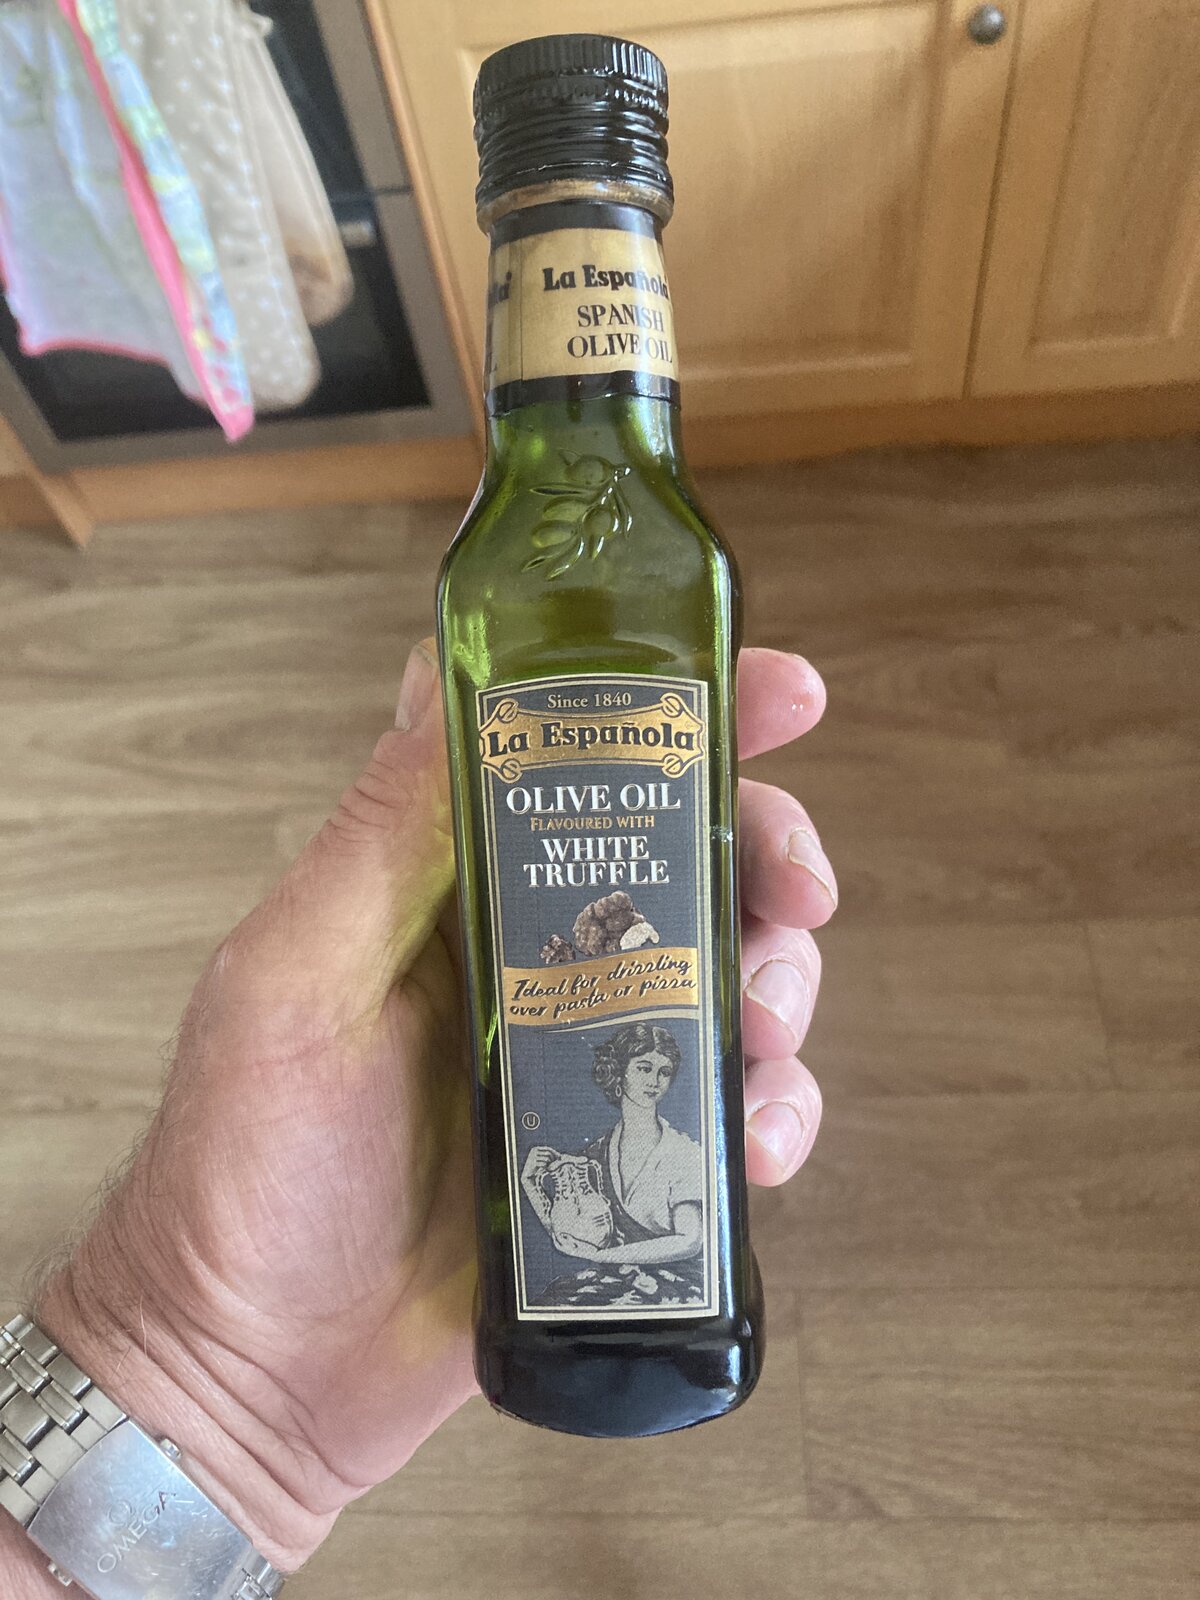 La Española
SPANISH
OLIVE OIL
Since 1840
La Española
OLIVE OIL
FLAVOURED WITH
WHITE
TRUFFLE
Ideal for drizzling
over pasta or pizza
U
Ω
OMEGA